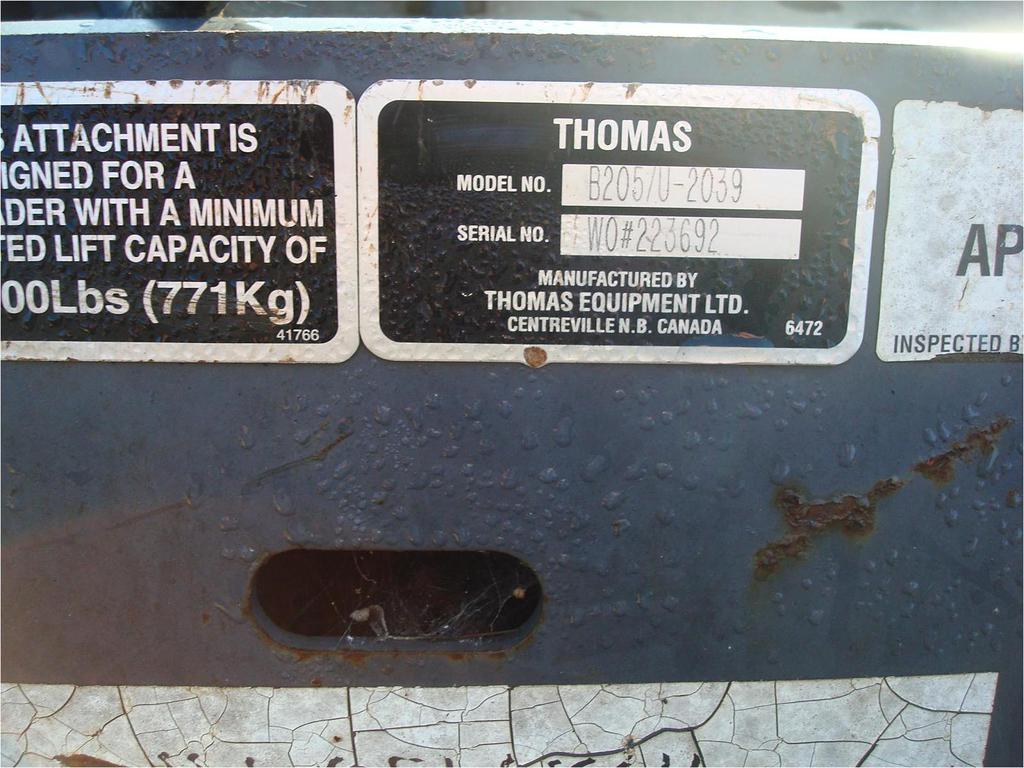 ATTACHMENT IS
IGNED FOR A
ADER WITH A MINIMUM
TED LIFT CAPACITY OF
00Lbs (771Kg)
41766
THOMAS
MODEL NO. B205/U-2039
SERIAL NO. WO#223692
MANUFACTURED BY
THOMAS EQUIPMENT LTD.
CENTREVILLE N.B. CANADA 6472
AP
INSPECTED B